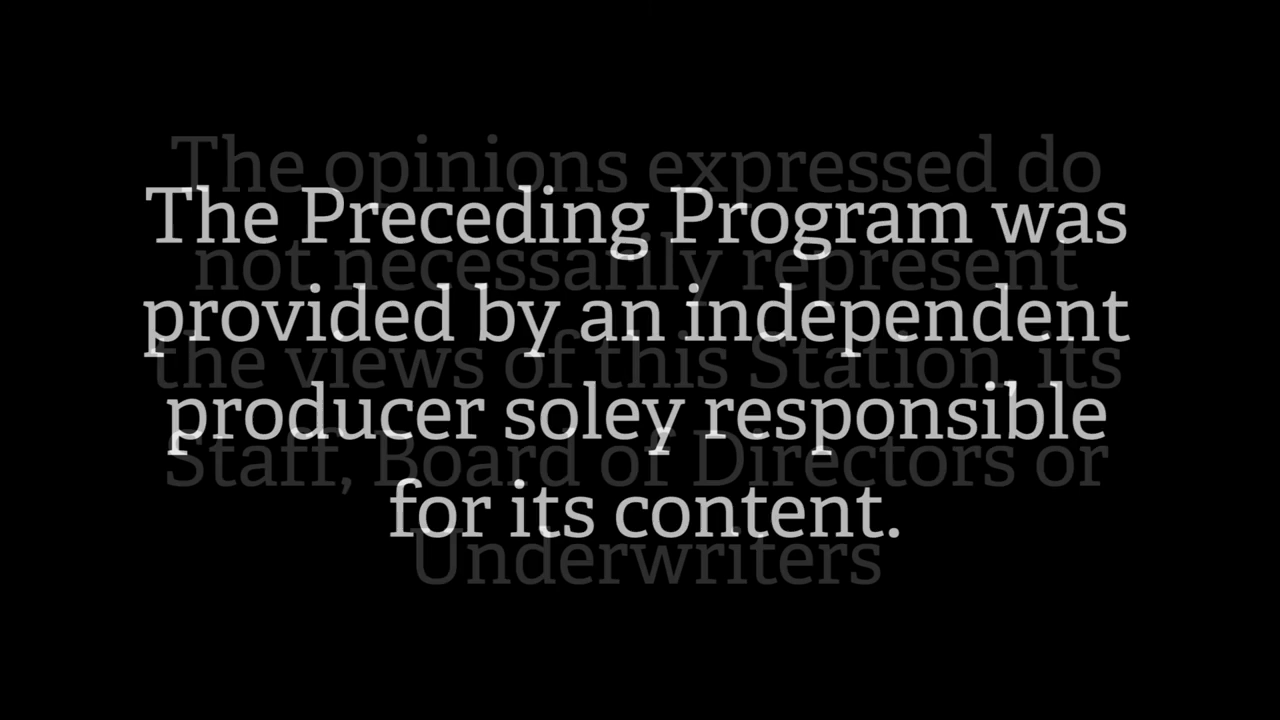 The Preceding Program was
provided by an independent
producer soley responsible
for its content.
The opinions expressed do
not necessarily represent
the views of this Station, its
Staff, Board of Directors or
Underwriters